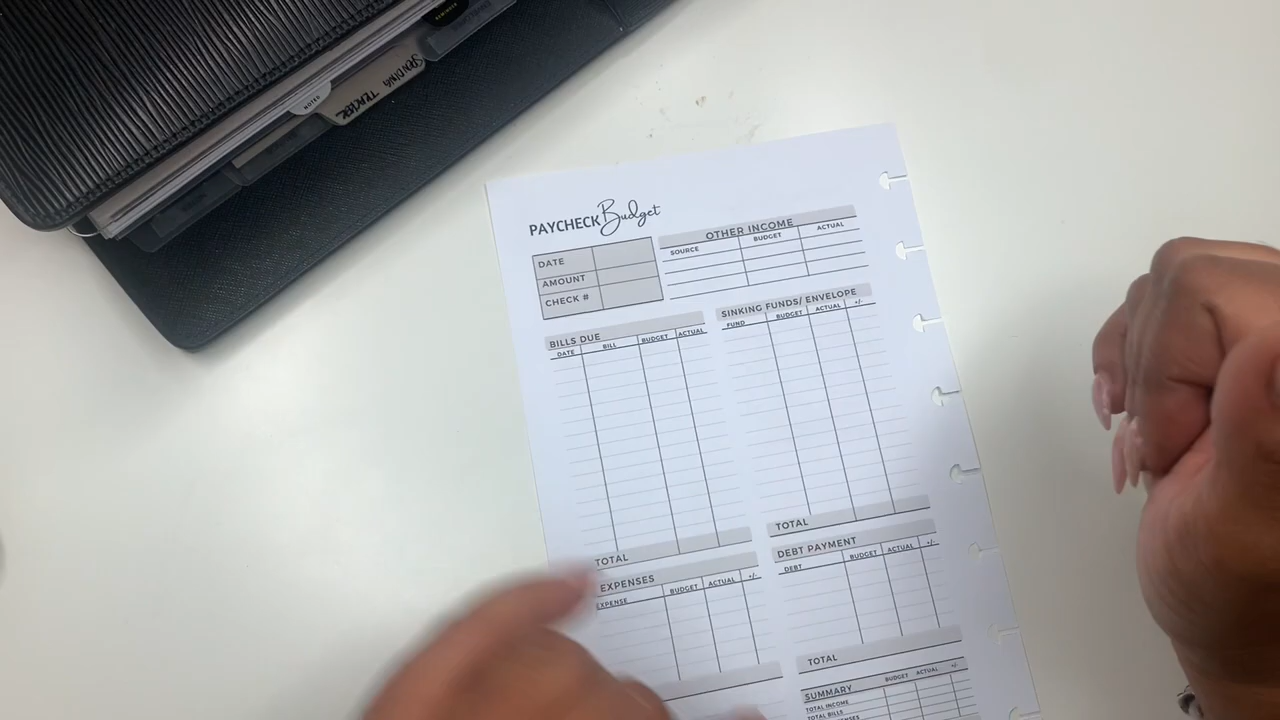 SPENDING TRACKER
NOTES
PAYCHECK Budget
DATE
AMOUNT
CHECK #
OTHER INCOME
SOURCE BUDGET ACTUAL
BILLS DUE
DATE BILL BUDGET ACTUAL
SINKING FUNDS/ ENVELOPE
FUND BUDGET ACTUAL +/-
TOTAL
EXPENSES
EXPENSE BUDGET ACTUAL +/-
TOTAL
DEBT PAYMENT
DEBT BUDGET ACTUAL +/-
TOTAL
SUMMARY BUDGET ACTUAL +/-
TOTAL INCOME
TOTAL BILLS